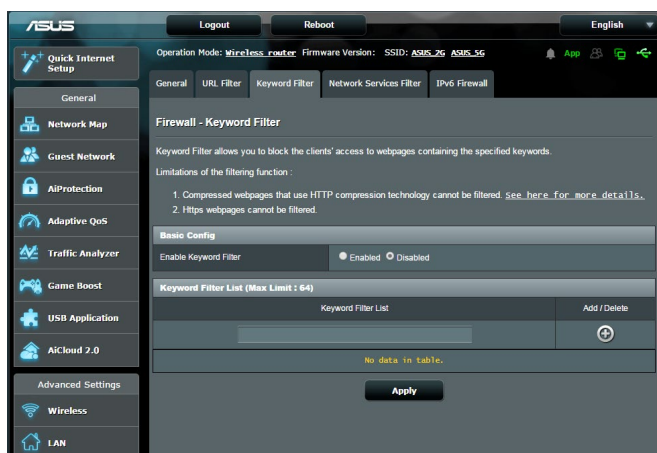 ASUS
Logout
Reboot
English
Quick Internet Setup
Operation Mode: Wireless router Firmware Version: SSID: ASUS_2G ASUS_5G
App
General
URL Filter
Keyword Filter
Network Services Filter
IPv6 Firewall
General
Network Map
Guest Network
AiProtection
Adaptive QoS
Traffic Analyzer
Game Boost
USB Application
AiCloud 2.0
Advanced Settings
Wireless
LAN
Firewall - Keyword Filter
Keyword Filter allows you to block the clients' access to webpages containing the specified keywords.
Limitations of the filtering function :
1. Compressed webpages that use HTTP compression technology cannot be filtered. See here for more details.
2. Https webpages cannot be filtered.
Basic Config
Enable Keyword Filter
Enabled Disabled
Keyword Filter List (Max Limit : 64)
Keyword Filter List
Add / Delete
No data in table.
Apply